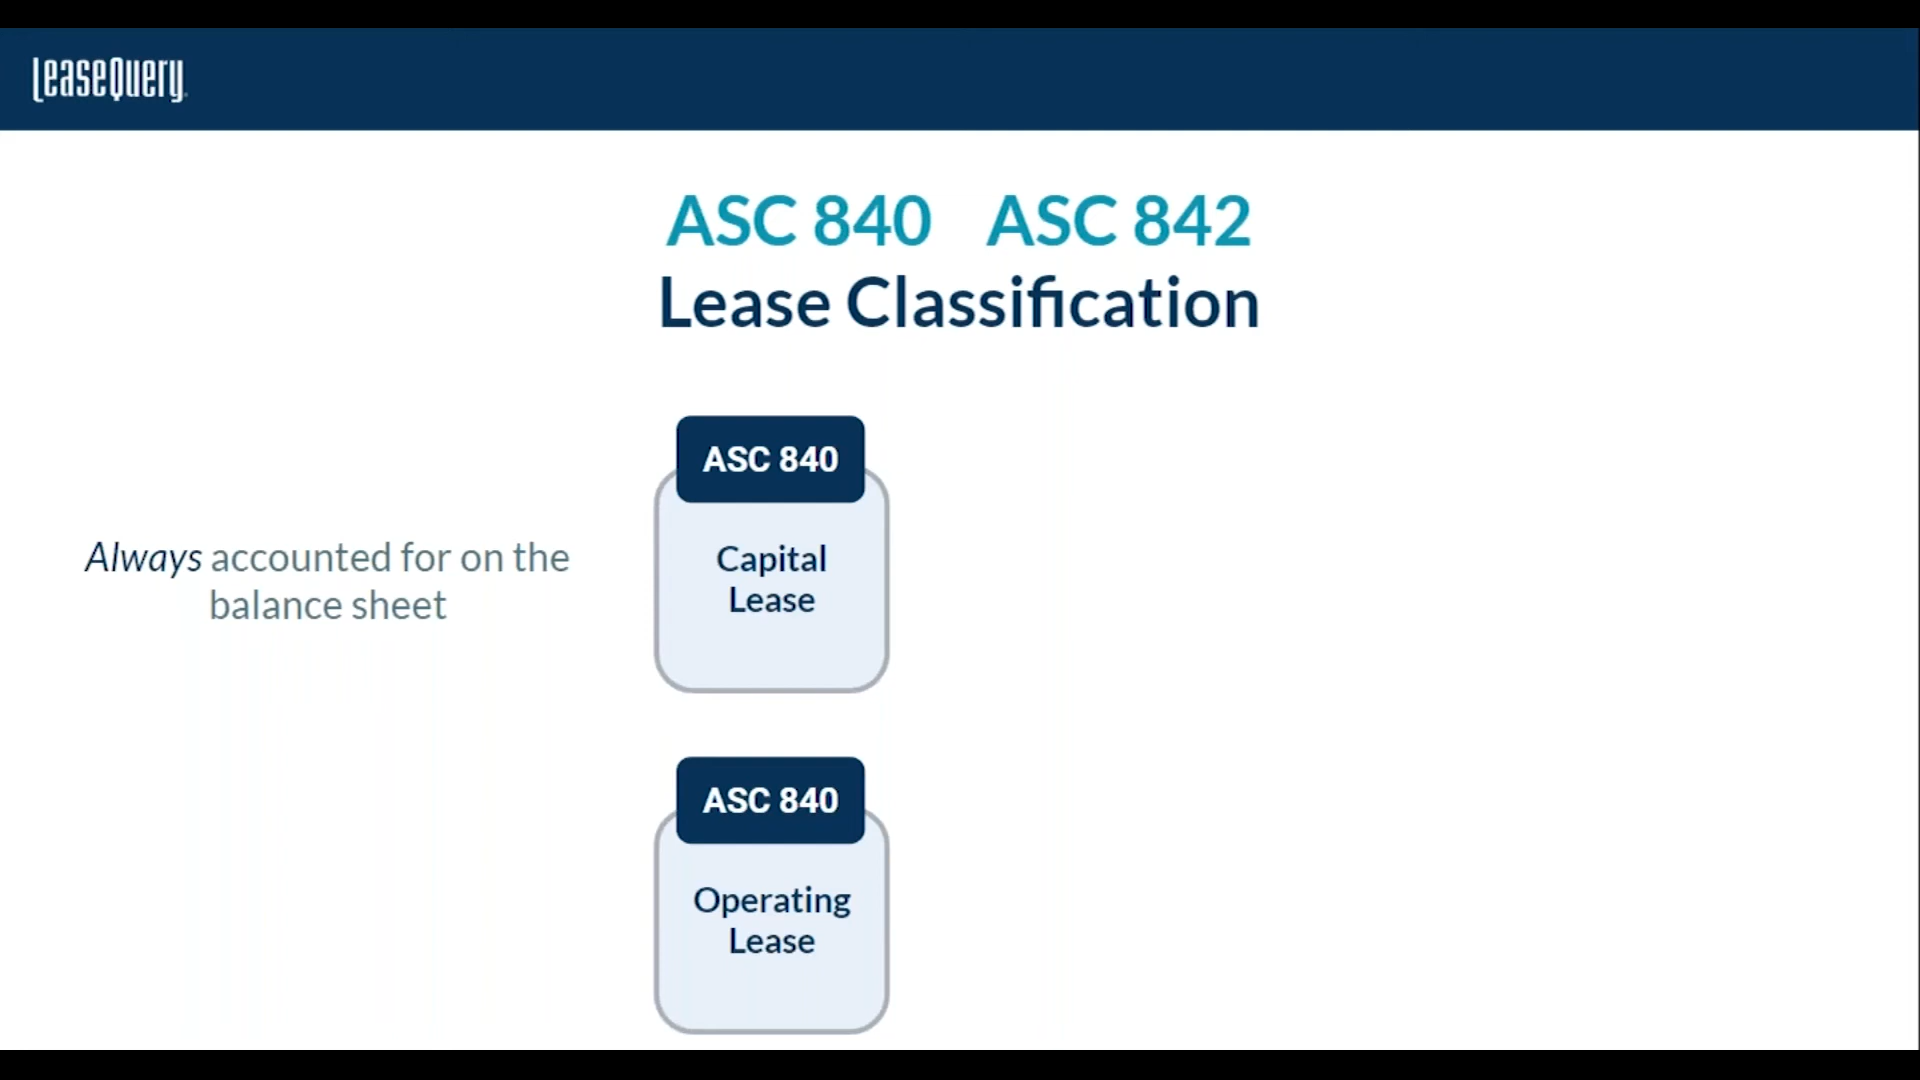 LeaseQuery
ASC 840 ASC 842
Lease Classification
ASC 840
Capital
Lease
Always accounted for on the
balance sheet
ASC 840
Operating
Lease